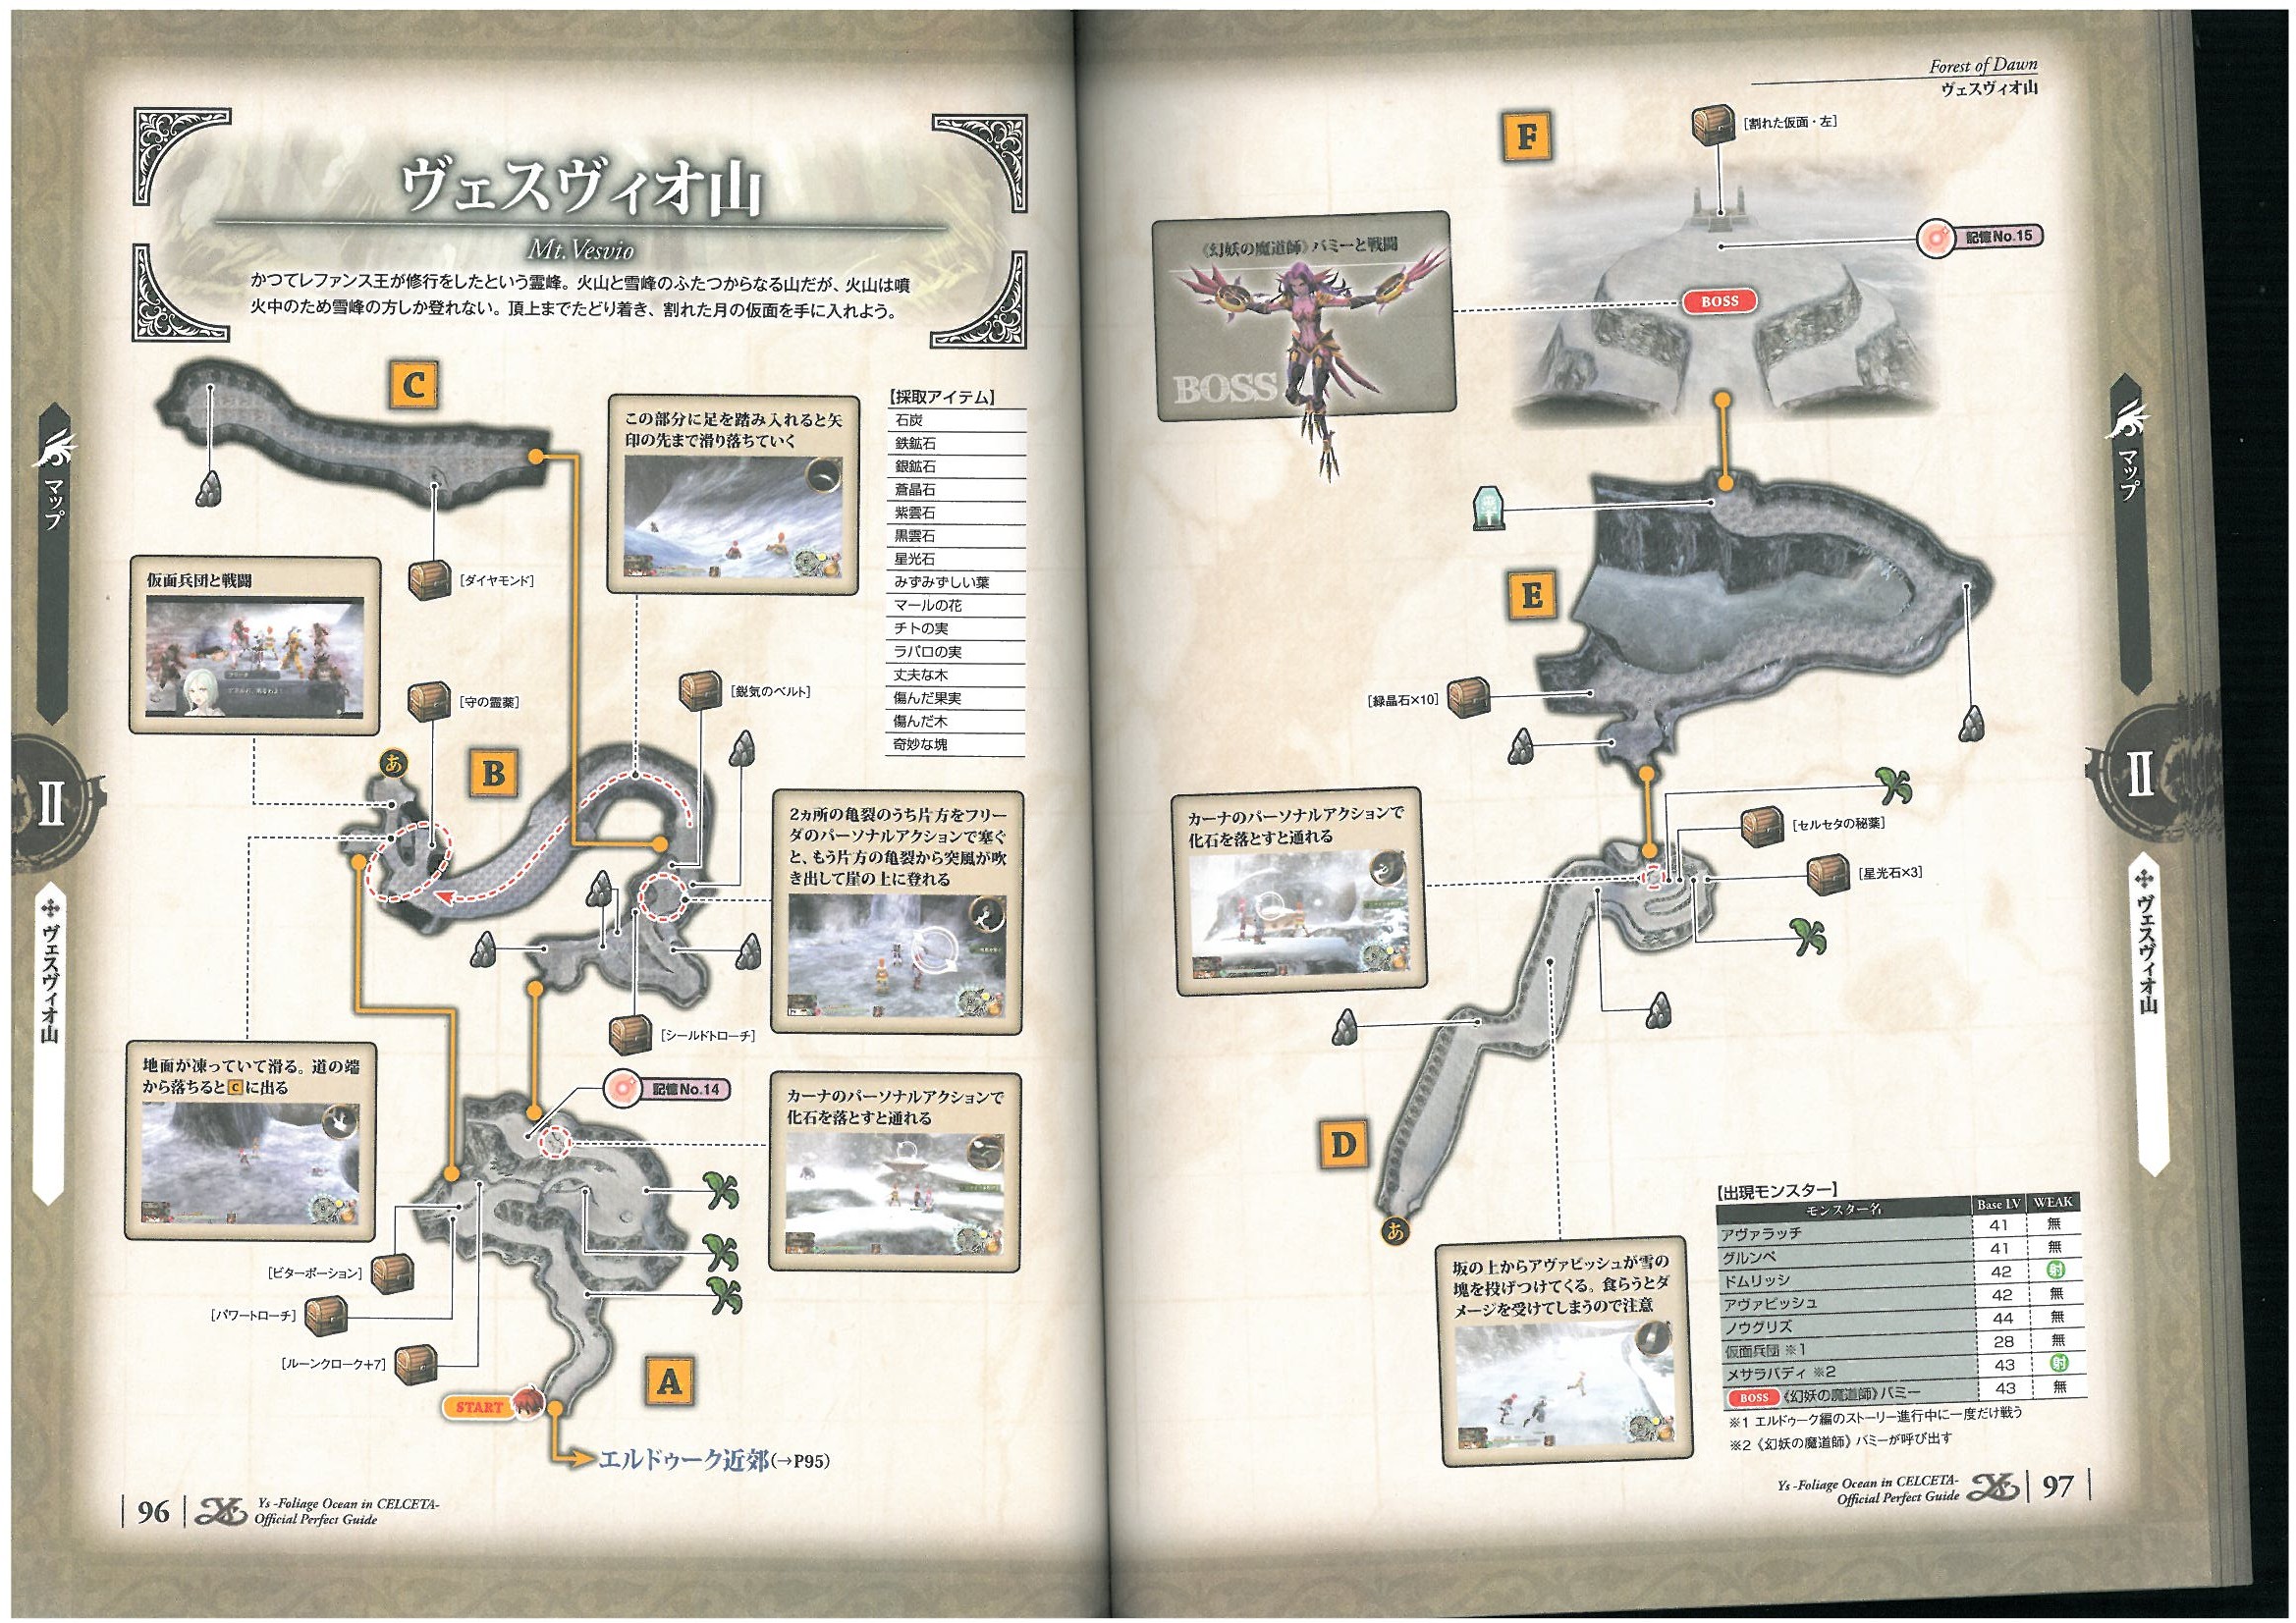 ヴェスヴィオ山
Mt. Vesvio
かつてレファンス王が修行をしたという霊峰。火山と雪峰のふたつからなる山だが、火山は噴
火中のため雪峰の方しか登れない。頂上までたどり着き、割れた月の仮面を手に入れよう。
C
[ダイヤモンド]
この部分に足を踏み入れると矢
印の先まで滑り落ちていく
【採取アイテム】
石炭
鉄鉱石
銀鉱石
蒼晶石
紫雲石
黒雲石
星光石
みずみずしい葉
マールの花
チトの実
ラパロの実
丈夫な木
傷んだ果実
傷んだ木
奇妙な塊
仮面兵団と戦闘
[守の霊薬]
[鋭気のベルト]
あ
B
2ヵ所の亀裂のうち片方をフリー
ダのパーソナルアクションで塞ぐ
と、もう片方の亀裂から突風が吹
き出して崖の上に登れる
[シールドトローチ]
地面が凍っていて滑る。道の端
から落ちるとCに出る
記憶No.14
カーナのパーソナルアクションで
化石を落とすと通れる
[ビターポーション]
[パワートローチ]
[ルーンクローク+7]
A
START
エルドゥーク近郊(→P95)
マップ
II
ヴェスヴィオ山
96
Ys
Ys -Foliage Ocean in CELCETA-
Official Perfect Guide
Forest of Dawn
ヴェスヴィオ山
F
[割れた仮面・左]
記憶No.15
《幻妖の魔道師》バミーと戦闘
BOSS
BOSS
E
[緑晶石×10]
カーナのパーソナルアクションで
化石を落とすと通れる
[セルセタの秘薬]
[星光石×3]
D
あ
坂の上からアヴァピッシュが雪の
塊を投げつけてくる。食らうとダ
メージを受けてしまうので注意
【出現モンスター】
モンスター名 Base LV WEAK
アヴァラッチ 41 無
グルンペ 41 無
ドムリッシ 42 射
アヴァピッシュ 42 無
ノウグリズ 44 無
仮面兵団 ※1 28 無
メサラパディ ※2 43 射
BOSS 《幻妖の魔道師》バミー 43 無
※1 エルドゥーク編のストーリー進行中に一度だけ戦う
※2 《幻妖の魔道師》バミーが呼び出す
マップ
II
ヴェスヴィオ山
Ys -Foliage Ocean in CELCETA-
Official Perfect Guide
Ys
97